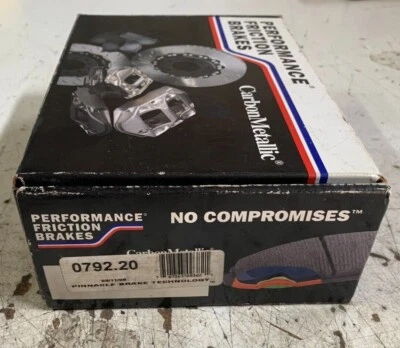 PERFORMANCE®
FRICTION
BRAKES
CarbonMetallic®
PERFORMANCE®
FRICTION
BRAKES
NO COMPROMISES™
CarbonMetallic®
0792.20
PINNACLE BRAKE TECHNOLOGY